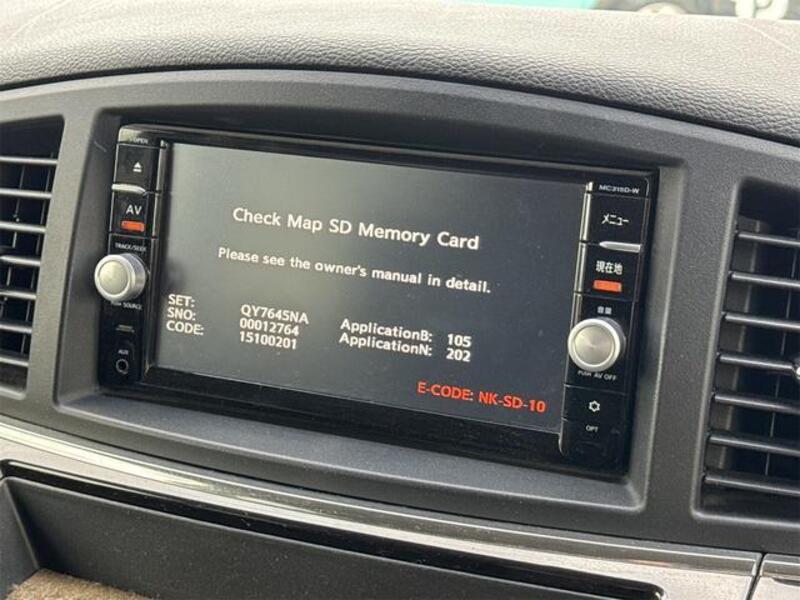 OPEN
AV
TRACK/SEEK
PUSH SOURCE
AUX
Check Map SD Memory Card
Please see the owner's manual in detail.
SET: QY7645NA
SNO: 00012764
CODE: 15100201
ApplicationB: 105
ApplicationN: 202
E-CODE: NK-SD-10
MC315D-W
メニュー
現在地
音量
PUSH AV OFF
OPT